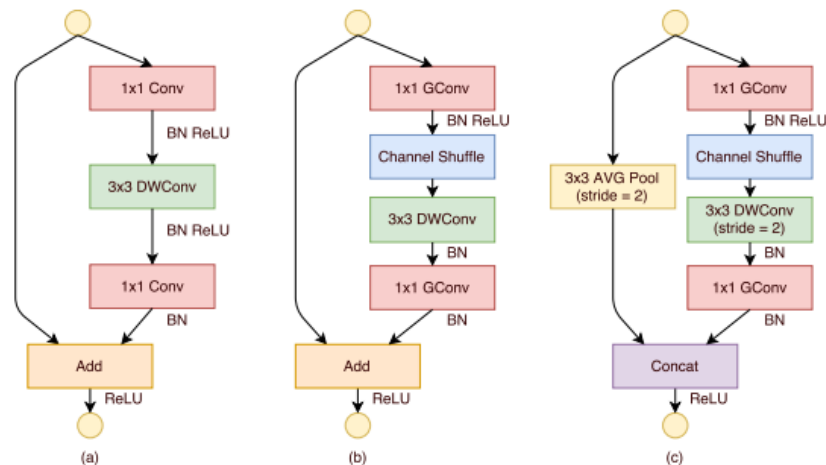 1x1 Conv
BN ReLU
3x3 DWConv
BN ReLU
1x1 Conv
BN
Add
ReLU
(a)
1x1 GConv
BN ReLU
Channel Shuffle
3x3 DWConv
BN
1x1 GConv
BN
Add
ReLU
(b)
3x3 AVG Pool
(stride = 2)
1x1 GConv
BN ReLU
Channel Shuffle
3x3 DWConv
(stride = 2)
BN
1x1 GConv
BN
Concat
ReLU
(c)